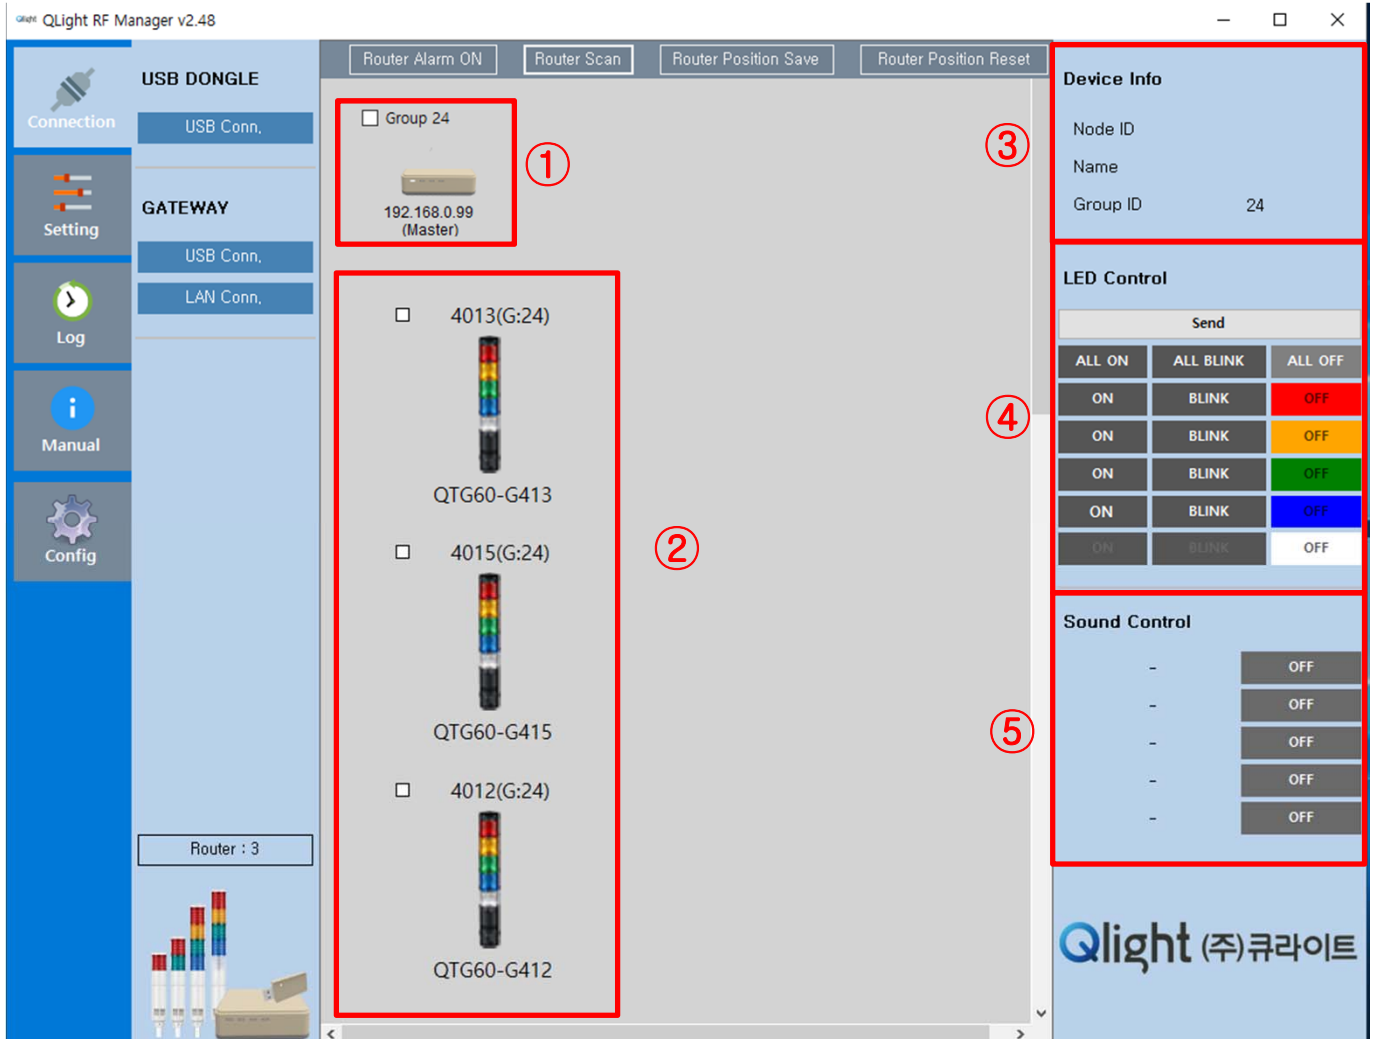 Qlight QLight RF Manager v2.48
Connection
Setting
Log
Manual
Config
USB DONGLE
USB Conn,
GATEWAY
USB Conn,
LAN Conn,
Router : 3
Router Alarm ON Router Scan Router Position Save Router Position Reset
Group 24
192.168.0.99
(Master)
①
4013(G:24)
QTG60-G413
4015(G:24)
QTG60-G415
4012(G:24)
QTG60-G412
②
③
Device Info
Node ID
Name
Group ID 24
④
LED Control
Send
ALL ON ALL BLINK ALL OFF
ON BLINK OFF
ON BLINK OFF
ON BLINK OFF
ON BLINK OFF
ON BLINK OFF
⑤
Sound Control
- OFF
- OFF
- OFF
- OFF
- OFF
Qlight (주)큐라이트